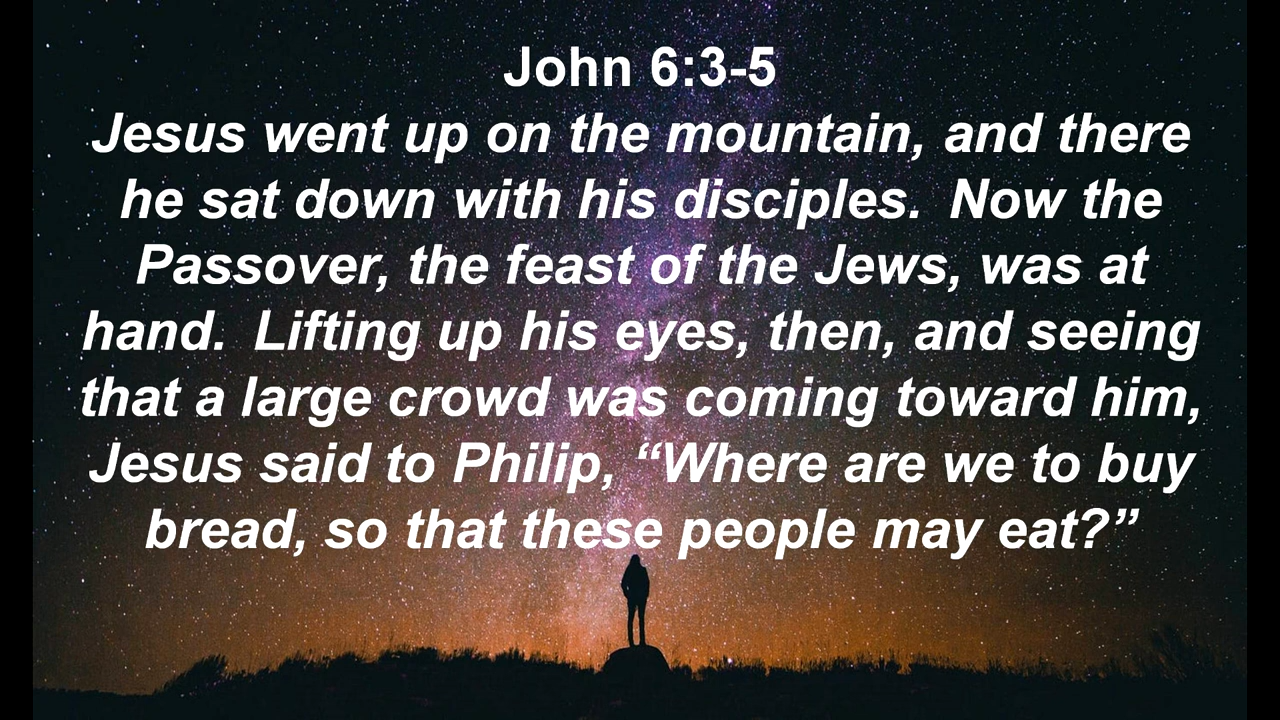 John 6:3-5
Jesus went up on the mountain, and there
he sat down with his disciples.  Now the
Passover, the feast of the Jews, was at
hand.  Lifting up his eyes, then, and seeing
that a large crowd was coming toward him,
Jesus said to Philip, “Where are we to buy
bread, so that these people may eat?”